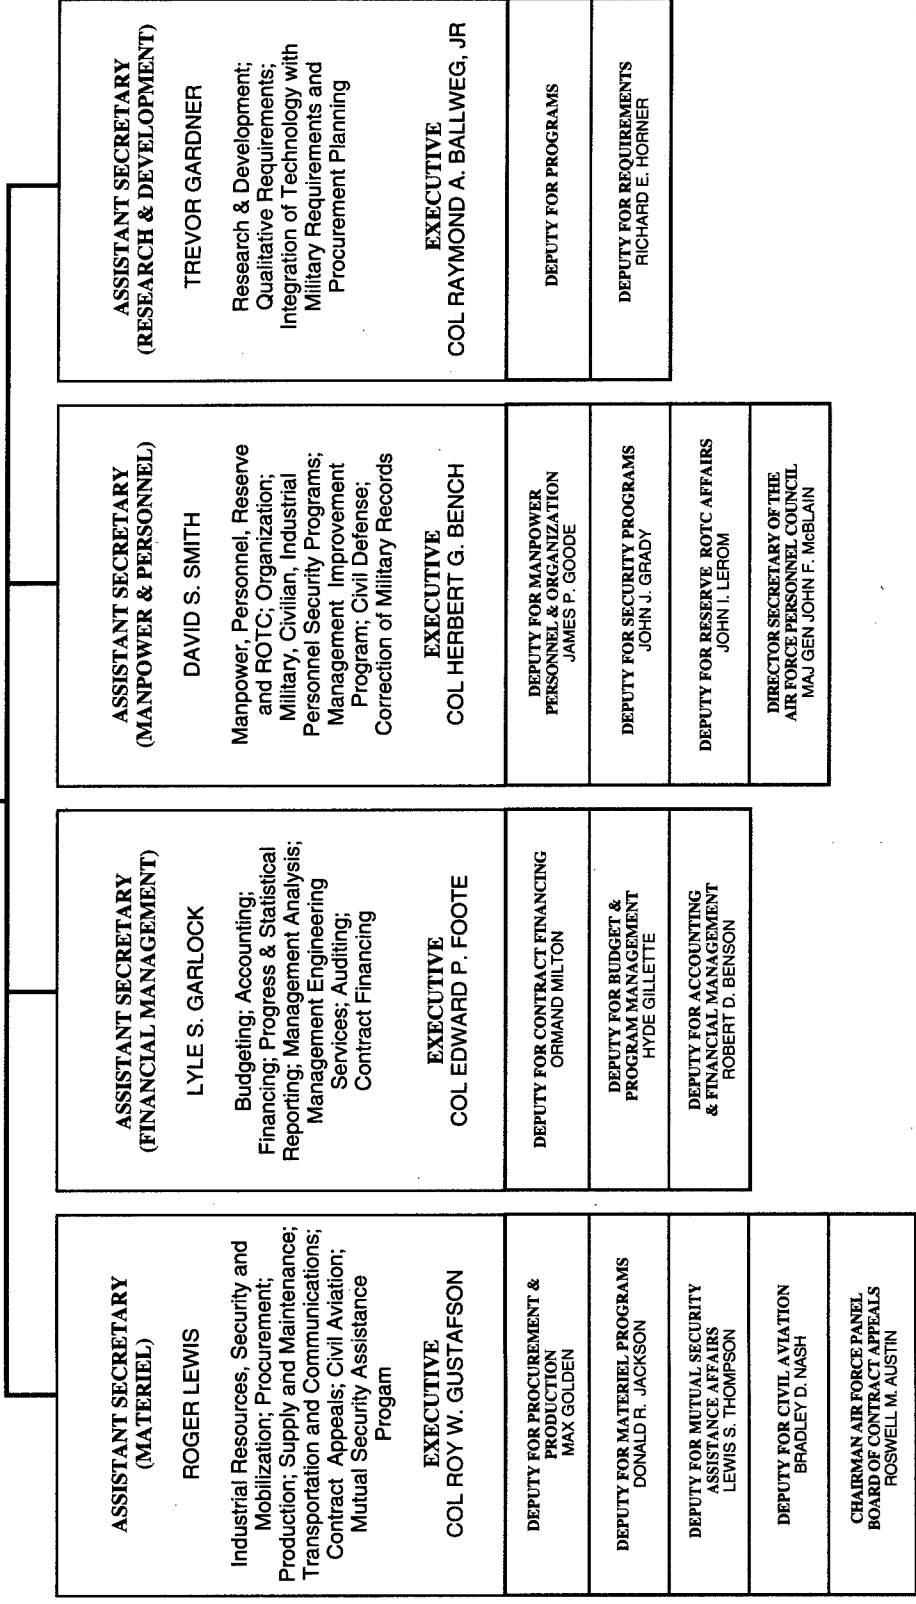 ASSISTANT SECRETARY
(MATERIEL)
ROGER LEWIS
Industrial Resources, Security and
Mobilization; Procurement;
Production; Supply and Maintenance;
Transportation and Communications;
Contract Appeals; Civil Aviation;
Mutual Security Assistance
Progam
EXECUTIVE
COL ROY W. GUSTAFSON
DEPUTY FOR PROCUREMENT &
PRODUCTION
MAX GOLDEN
DEPUTY FOR MATERIEL PROGRAMS
DONALD R. JACKSON
DEPUTY FOR MUTUAL SECURITY
ASSISTANCE AFFAIRS
LEWIS S. THOMPSON
DEPUTY FOR CIVIL AVIATION
BRADLEY D. NASH
CHAIRMAN AIR FORCE PANEL
BOARD OF CONTRACT APPEALS
ROSWELL M. AUSTIN
ASSISTANT SECRETARY
(FINANCIAL MANAGEMENT)
LYLE S. GARLOCK
Budgeting; Accounting;
Financing; Progress & Statistical
Reporting; Management Analysis;
Management Engineering
Services; Auditing;
Contract Financing
EXECUTIVE
COL EDWARD P. FOOTE
DEPUTY FOR CONTRACT FINANCING
ORMAND MILTON
DEPUTY FOR BUDGET &
PROGRAM MANAGEMENT
HYDE GILLETTE
DEPUTY FOR ACCOUNTING
& FINANCIAL MANAGEMENT
ROBERT D. BENSON
ASSISTANT SECRETARY
(MANPOWER & PERSONNEL)
DAVID S. SMITH
Manpower, Personnel, Reserve
and ROTC; Organization;
Military, Civilian, Industrial
Personnel Security Programs;
Management Improvement
Program; Civil Defense;
Correction of Military Records
EXECUTIVE
COL HERBERT G. BENCH
DEPUTY FOR MANPOWER
PERSONNEL & ORGANIZATION
JAMES P. GOODE
DEPUTY FOR SECURITY PROGRAMS
JOHN J. GRADY
DEPUTY FOR RESERVE ROTC AFFAIRS
JOHN I. LEROM
DIRECTOR SECRETARY OF THE
AIR FORCE PERSONNEL COUNCIL
MAJ GEN JOHN F. McBLAIN
ASSISTANT SECRETARY
(RESEARCH & DEVELOPMENT)
TREVOR GARDNER
Research & Development;
Qualitative Requirements;
Integration of Technology with
Military Requirements and
Procurement Planning
EXECUTIVE
COL RAYMOND A. BALLWEG, JR
DEPUTY FOR PROGRAMS
DEPUTY FOR REQUIREMENTS
RICHARD E. HORNER